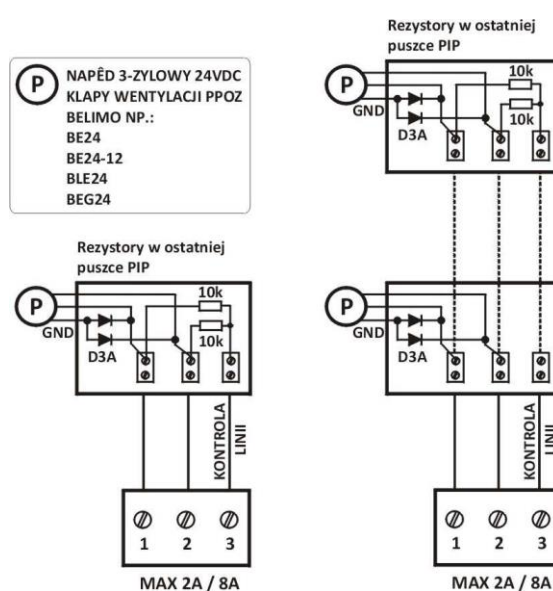 P
NAPÊD 3-ZYLOWY 24VDC
KLAPY WENTYLACJI PPOZ
BELIMO NP.:
BE24
BE24-12
BLE24
BEG24
Rezystory w ostatniej
puszce PIP
P
GND
D3A
10k
10k
KONTROLA
LINII
1 2 3
MAX 2A / 8A
Rezystory w ostatniej
puszce PIP
P
GND
D3A
10k
10k
P
GND
D3A
KONTROLA
LINII
1 2 3
MAX 2A / 8A